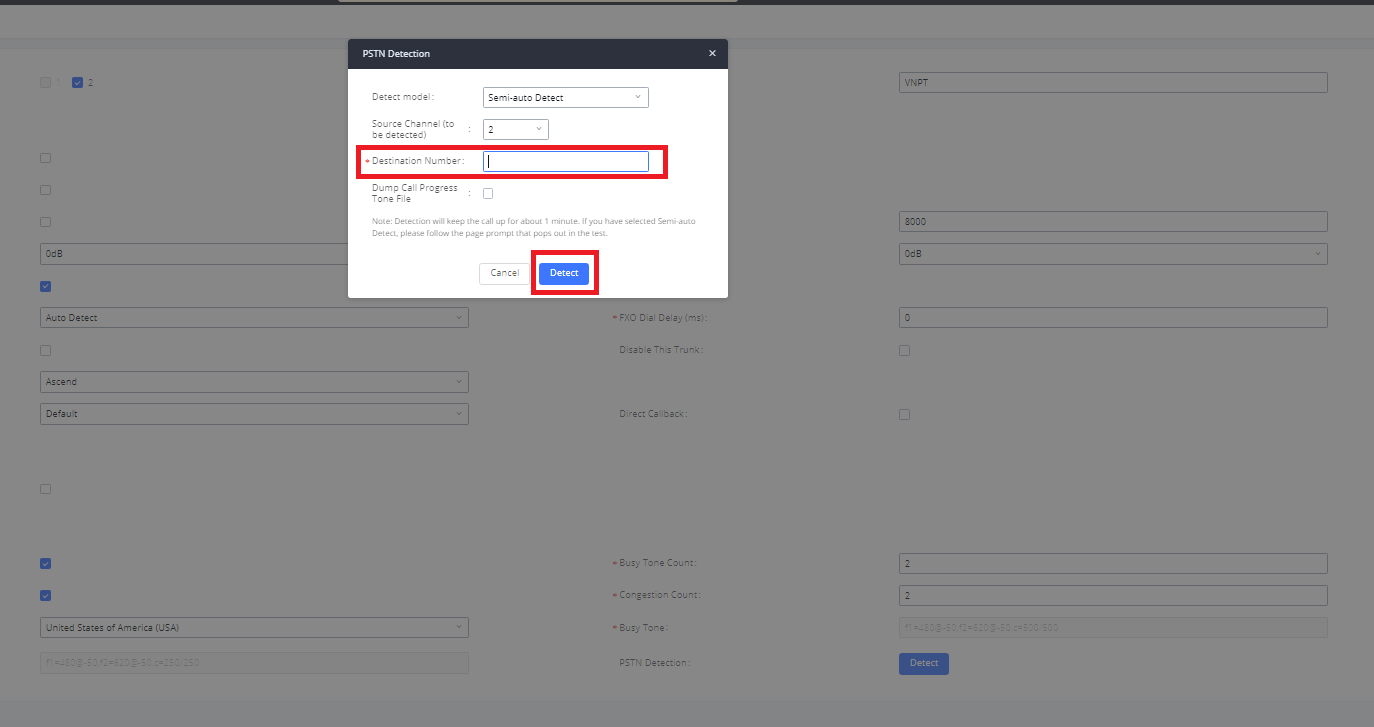 PSTN Detection
1 2
VNPT
Detect model:
Semi-auto Detect
Source Channel (to
be detected) :
2
* Destination Number:
Dump Call Progress
Tone File :
Note: Detection will keep the call up for about 1 minute. If you have selected Semi-auto
Detect, please follow the page prompt that pops out in the test.
8000
0dB
0dB
Cancel Detect
Auto Detect
* FXO Dial Delay (ms):
0
Disable This Trunk:
Ascend
Default
Direct Callback:
* Busy Tone Count:
2
* Congestion Count:
2
United States of America (USA)
* Busy Tone:
f1=480@-50,f2=620@-50,c=500/500
f1=480@-50,f2=620@-50,c=250/250
PSTN Detection:
Detect